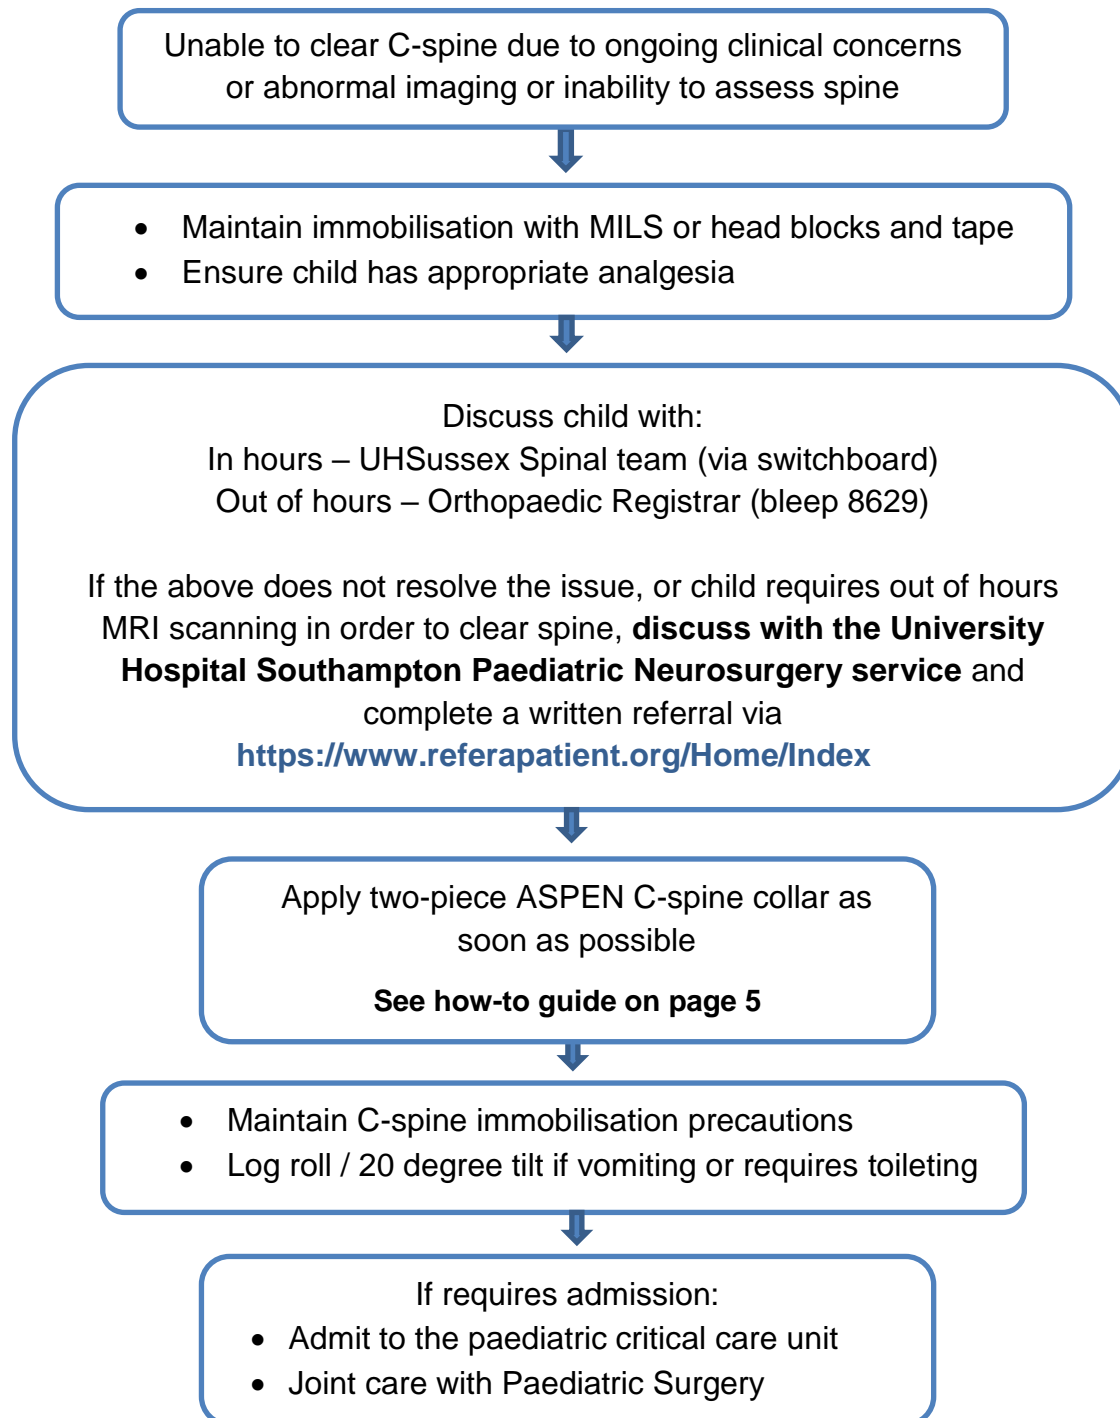 Unable to clear C-spine due to ongoing clinical concerns
or abnormal imaging or inability to assess spine
• Maintain immobilisation with MILS or head blocks and tape
• Ensure child has appropriate analgesia
Discuss child with:
In hours – UHSussex Spinal team (via switchboard)
Out of hours – Orthopaedic Registrar (bleep 8629)
If the above does not resolve the issue, or child requires out of hours
MRI scanning in order to clear spine, discuss with the University
Hospital Southampton Paediatric Neurosurgery service and
complete a written referral via
https://www.referapatient.org/Home/Index
Apply two-piece ASPEN C-spine collar as
soon as possible
See how-to guide on page 5
• Maintain C-spine immobilisation precautions
• Log roll / 20 degree tilt if vomiting or requires toileting
If requires admission:
• Admit to the paediatric critical care unit
• Joint care with Paediatric Surgery